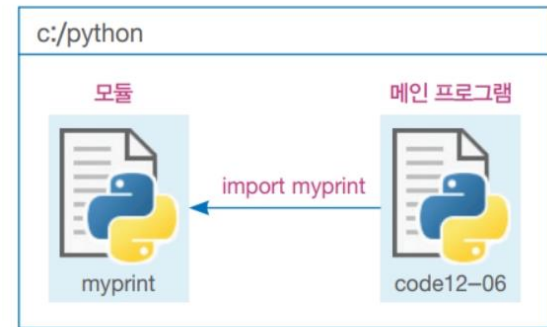 c:/python
모듈
메인 프로그램
import myprint
myprint
code12–06